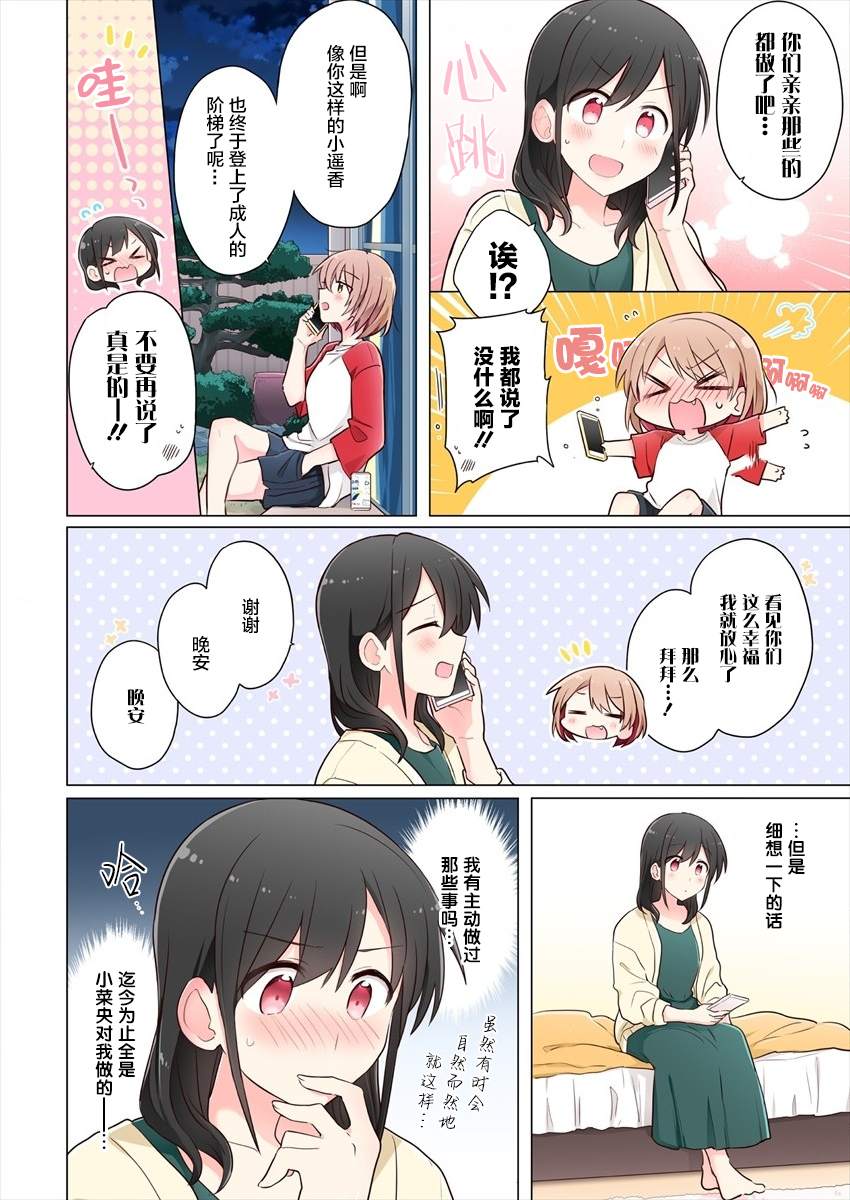 你们亲亲那些的
都做了吧…
心跳
诶!?
我都说了
没什么啊!!
嘎啊啊啊啊
但是啊
像你这样的小遥香
也终于登上了成人的
阶梯了呢…
哇ー
不要再说了
真是的ー!!
看见你们
这么幸福
我就放心了
那么
拜拜…!
谢谢
晚安
晚安
…但是
细想一下的话
我有主动做过
那些事吗…
虽然有时会
自然而然地
就这样…
哈…
迄今为止全是
小菜央对我做的——…